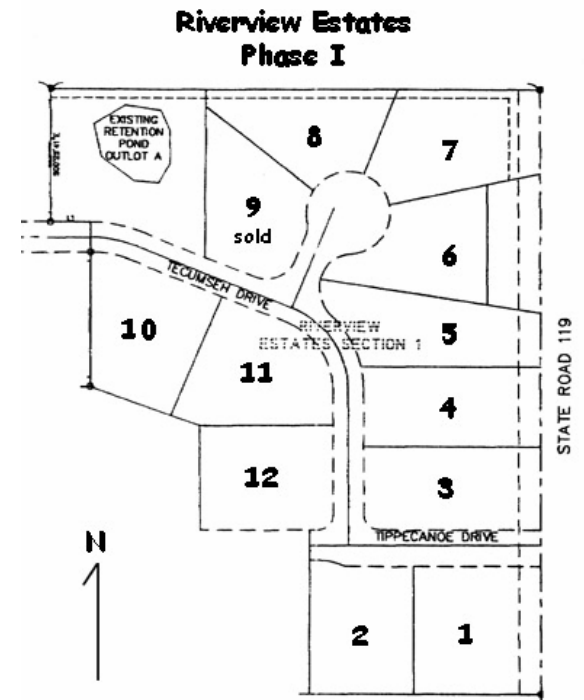 Riverview Estates
Phase I
EXISTING
RETENTION
POND
OUTLOT A
8
7
9
sold
6
L1
TECUMSEH DRIVE
RIVERVIEW
ESTATES SECTION 1
5
10
11
4
STATE ROAD 119
12
3
N
TIPPECANOE DRIVE
2
1